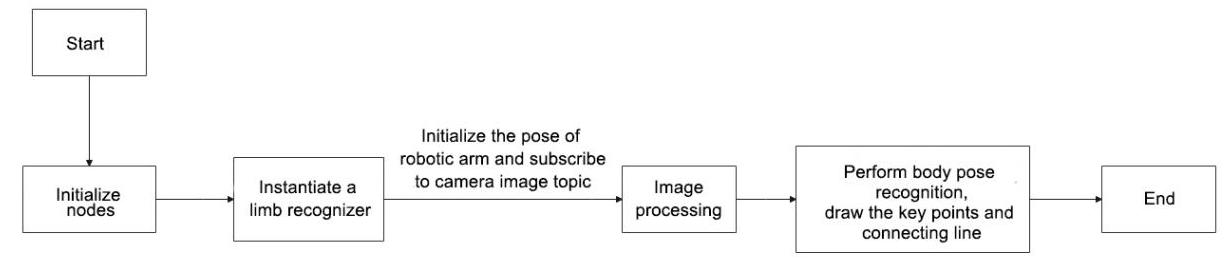 Start
Initialize
nodes
Instantiate a
limb recognizer
Initialize the pose of
robotic arm and subscribe
to camera image topic
Image
processing
Perform body pose
recognition,
draw the key points and
connecting line
End